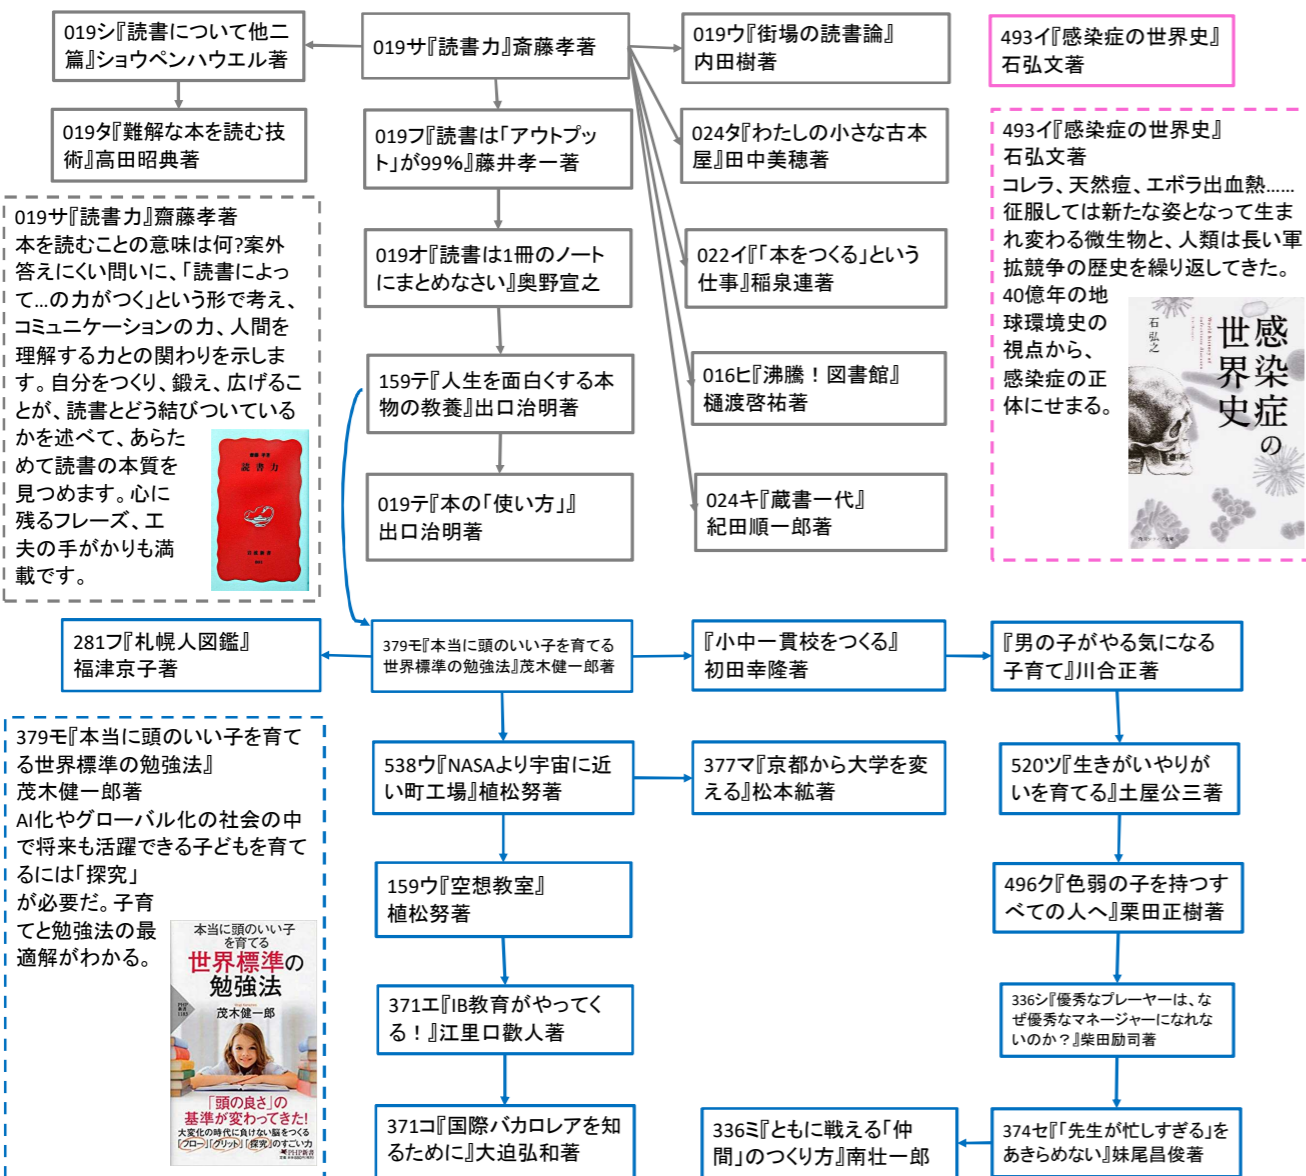 019シ『読書について他二
篇』ショウペンハウエル著
019サ『読書力』斎藤孝著
019ウ『街場の読書論』
内田樹著
493イ『感染症の世界史』
石弘文著
019タ『難解な本を読む技
術』高田昭典著
019フ『読書は「アウトプッ
ト」が99%』藤井孝一著
024タ『わたしの小さな古本
屋』田中美穂著
493イ『感染症の世界史』
石弘文著
コレラ、天然痘、エボラ出血熱……
征服しては新たな姿となって生ま
れ変わる微生物と、人類は長い軍
拡競争の歴史を繰り返してきた。
40億年の地
球環境史の
視点から、
感染症の正
体にせまる。
感染症の
世界史
石弘之
019サ『読書力』齋藤孝著
本を読むことの意味は何?案外
答えにくい問いに、「読書によっ
て…の力がつく」という形で考え、
コミュニケーションの力、人間を
理解する力との関わりを示しま
す。自分をつくり、鍛え、広げるこ
とが、読書とどう結びついている
かを述べて、あらた
めて読書の本質を
見つめます。心に
残るフレーズ、工
夫の手がかりも満
載です。
読書力
019オ『読書は1冊のノート
にまとめなさい』奥野宣之
022イ『「本をつくる」という
仕事』稲泉連著
159テ『人生を面白くする本
物の教養』出口治明著
016ヒ『沸騰！図書館』
樋渡啓祐著
019テ『本の「使い方」』
出口治明著
024キ『蔵書一代』
紀田順一郎著
281フ『札幌人図鑑』
福津京子著
379モ『本当に頭のいい子を育てる
世界標準の勉強法』茂木健一郎著
『小中一貫校をつくる』
初田幸隆著
『男の子がやる気になる
子育て』川合正著
379モ『本当に頭のいい子を育て
る世界標準の勉強法』
茂木健一郎著
AI化やグローバル化の社会の中
で将来も活躍できる子どもを育て
るには「探究」
が必要だ。子育
てと勉強法の最
適解がわかる。
本当に頭のいい子
を育てる
世界標準の
勉強法
茂木健一郎
「頭の良さ」の
基準が変わってきた!
大変化の時代に負けない脳をつくる
「フロー」「グリット」「探究」のすごい力
PHP新書
538ウ『NASAより宇宙に近
い町工場』植松努著
377マ『京都から大学を変
える』松本紘著
520ツ『生きがいやりが
いを育てる』土屋公三著
159ウ『空想教室』
植松努著
496ク『色弱の子を持つす
べての人へ』栗田正樹著
371エ『IB教育がやってく
る！』江里口歡人著
336シ『優秀なプレーヤーは、な
ぜ優秀なマネージャーになれな
いのか？』柴田励司著
371コ『国際バカロレアを知
るために』大迫弘和著
336ミ『ともに戦える「仲
間」のつくり方』南壮一郎
374セ『「先生が忙しすぎる」を
あきらめない』妹尾昌俊著